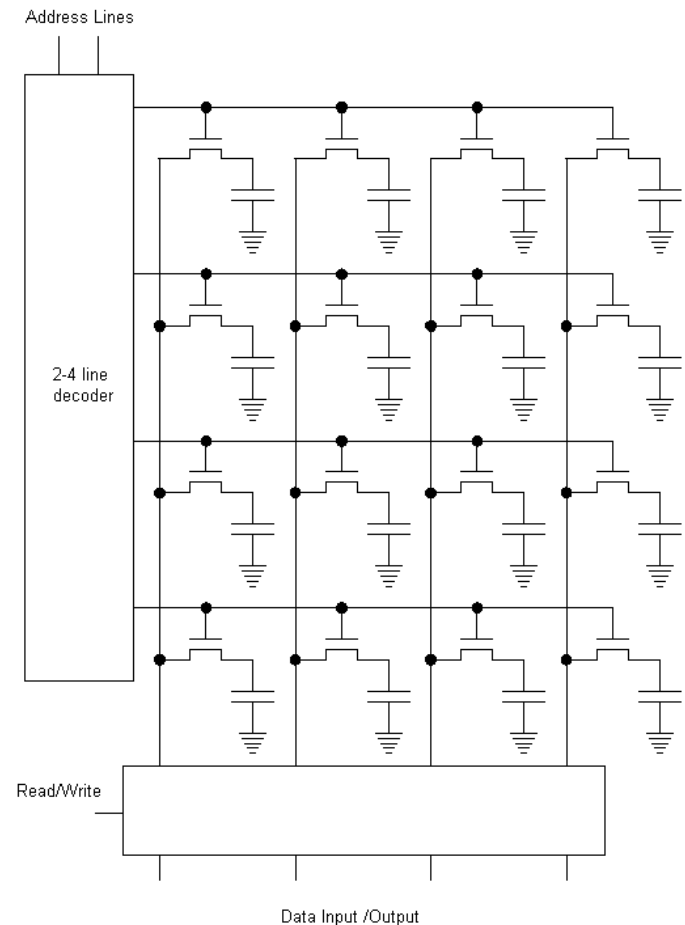 Address Lines
2-4 line
decoder
Read/Write
Data Input /Output